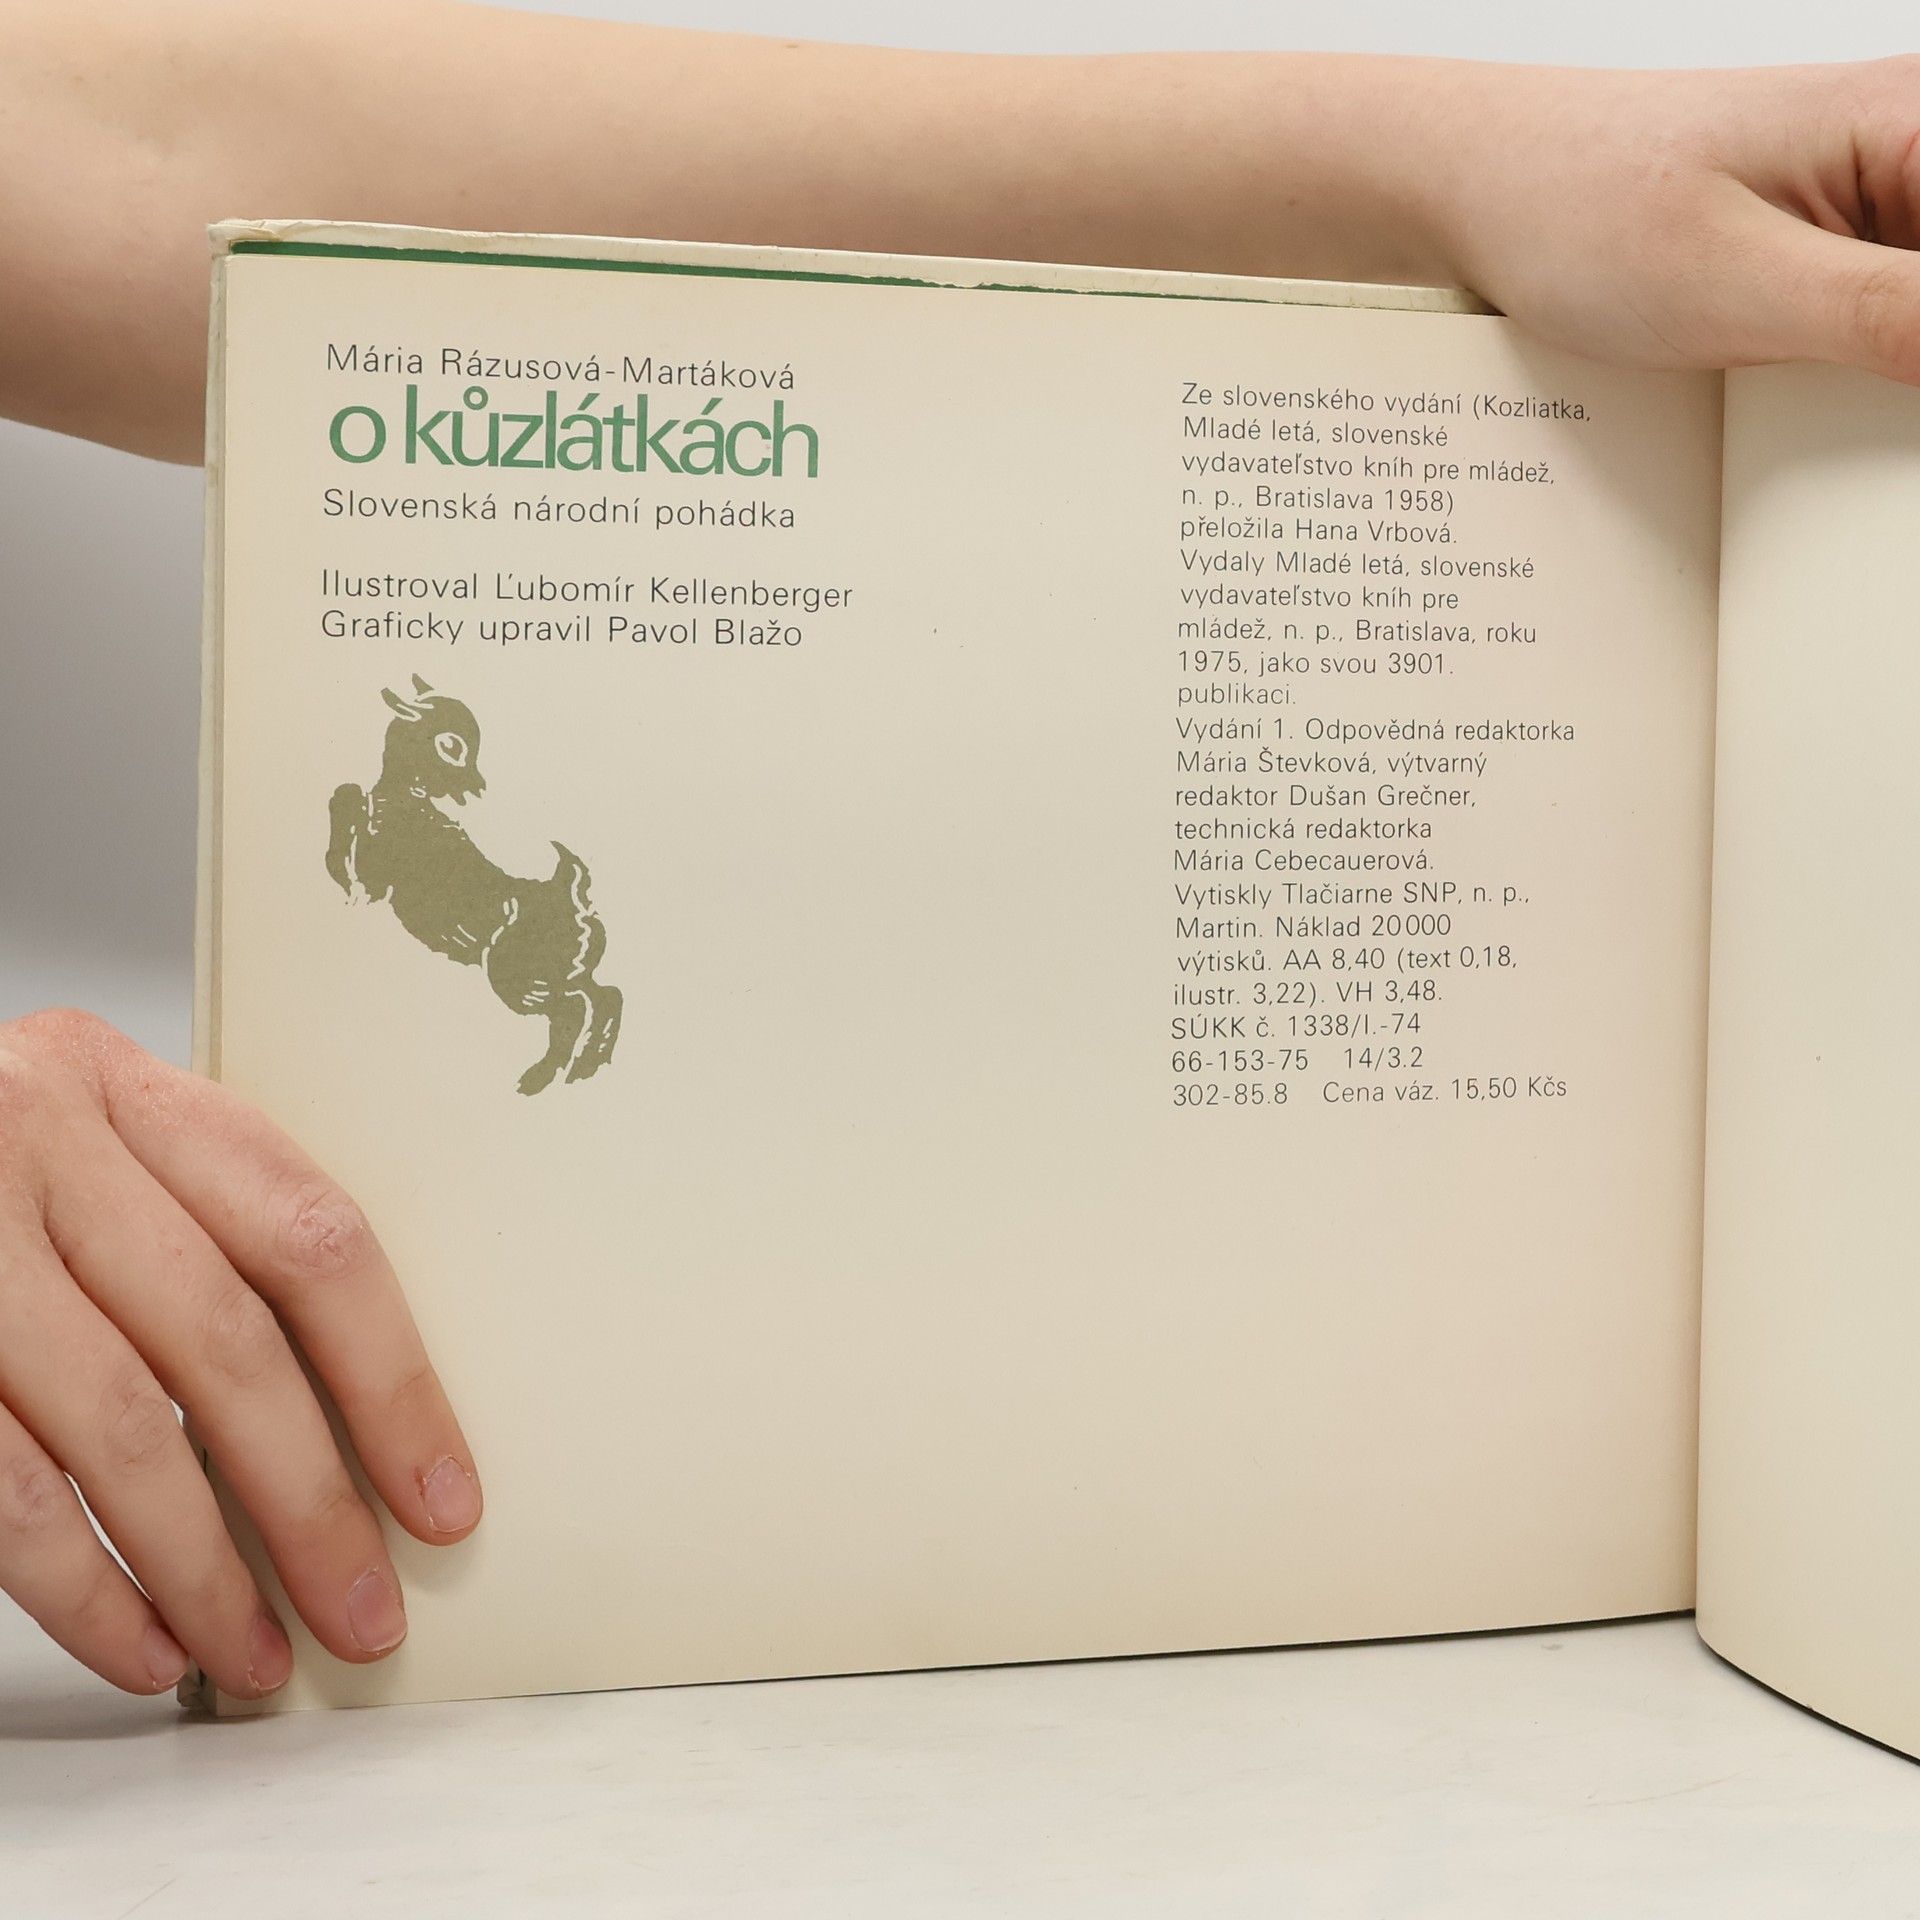 Mária Rázusová-Martáková
o kůzlátkách
Slovenská národní pohádka
Ilustroval Ľubomír Kellenberger
Graficky upravil Pavol Blažo
Ze slovenského vydání (Kozliatka,
Mladé letá, slovenské
vydavateľstvo kníh pre mládež,
n. p., Bratislava 1958)
přeložila Hana Vrbová.
Vydaly Mladé letá, slovenské
vydavateľstvo kníh pre
mládež, n. p., Bratislava, roku
1975, jako svou 3901.
publikaci.
Vydání 1. Odpovědná redaktorka
Mária Števková, výtvarný
redaktor Dušan Grečner,
technická redaktorka
Mária Cebecauerová.
Vytiskly Tlačiarne SNP, n. p.,
Martin. Náklad 20 000
výtisků. AA 8,40 (text 0,18,
ilustr. 3,22). VH 3,48.
SÚKK č. 1338/I.-74
66-153-75 14/3.2
302-85.8 Cena váz. 15,50 Kčs